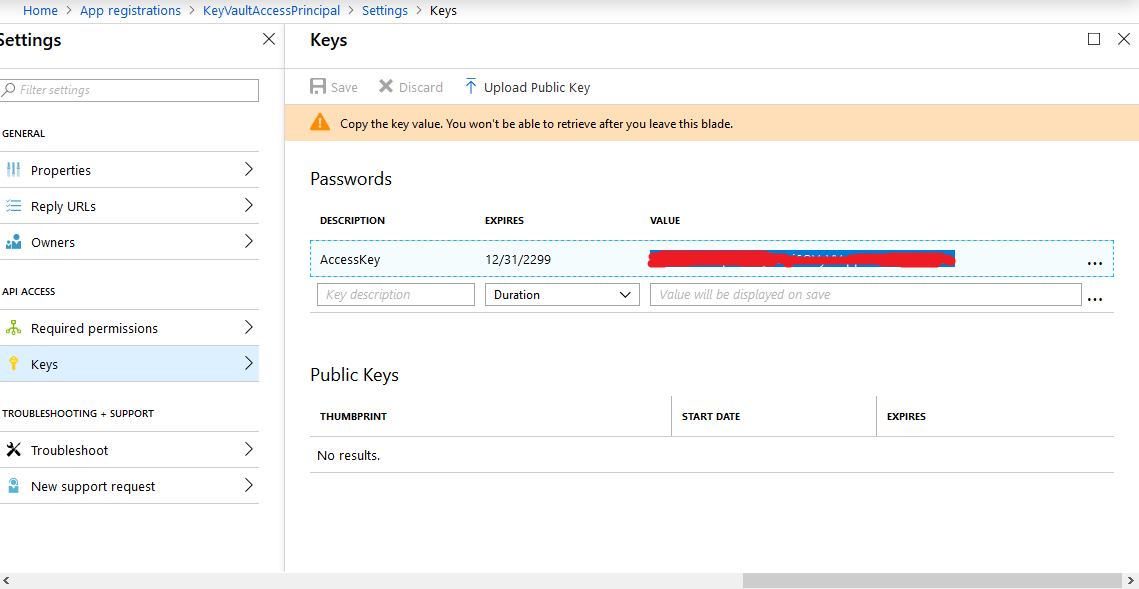 Home > App registrations > KeyVaultAccessPrincipal > Settings > Keys
Settings
Filter settings
GENERAL
Properties
Reply URLs
Owners
API ACCESS
Required permissions
Keys
TROUBLESHOOTING + SUPPORT
Troubleshoot
New support request
Keys
Save Discard Upload Public Key
Copy the key value. You won't be able to retrieve after you leave this blade.
Passwords
DESCRIPTION EXPIRES VALUE
AccessKey 12/31/2299 ...
Key description Duration Value will be displayed on save ...
Public Keys
THUMBPRINT START DATE EXPIRES
No results.